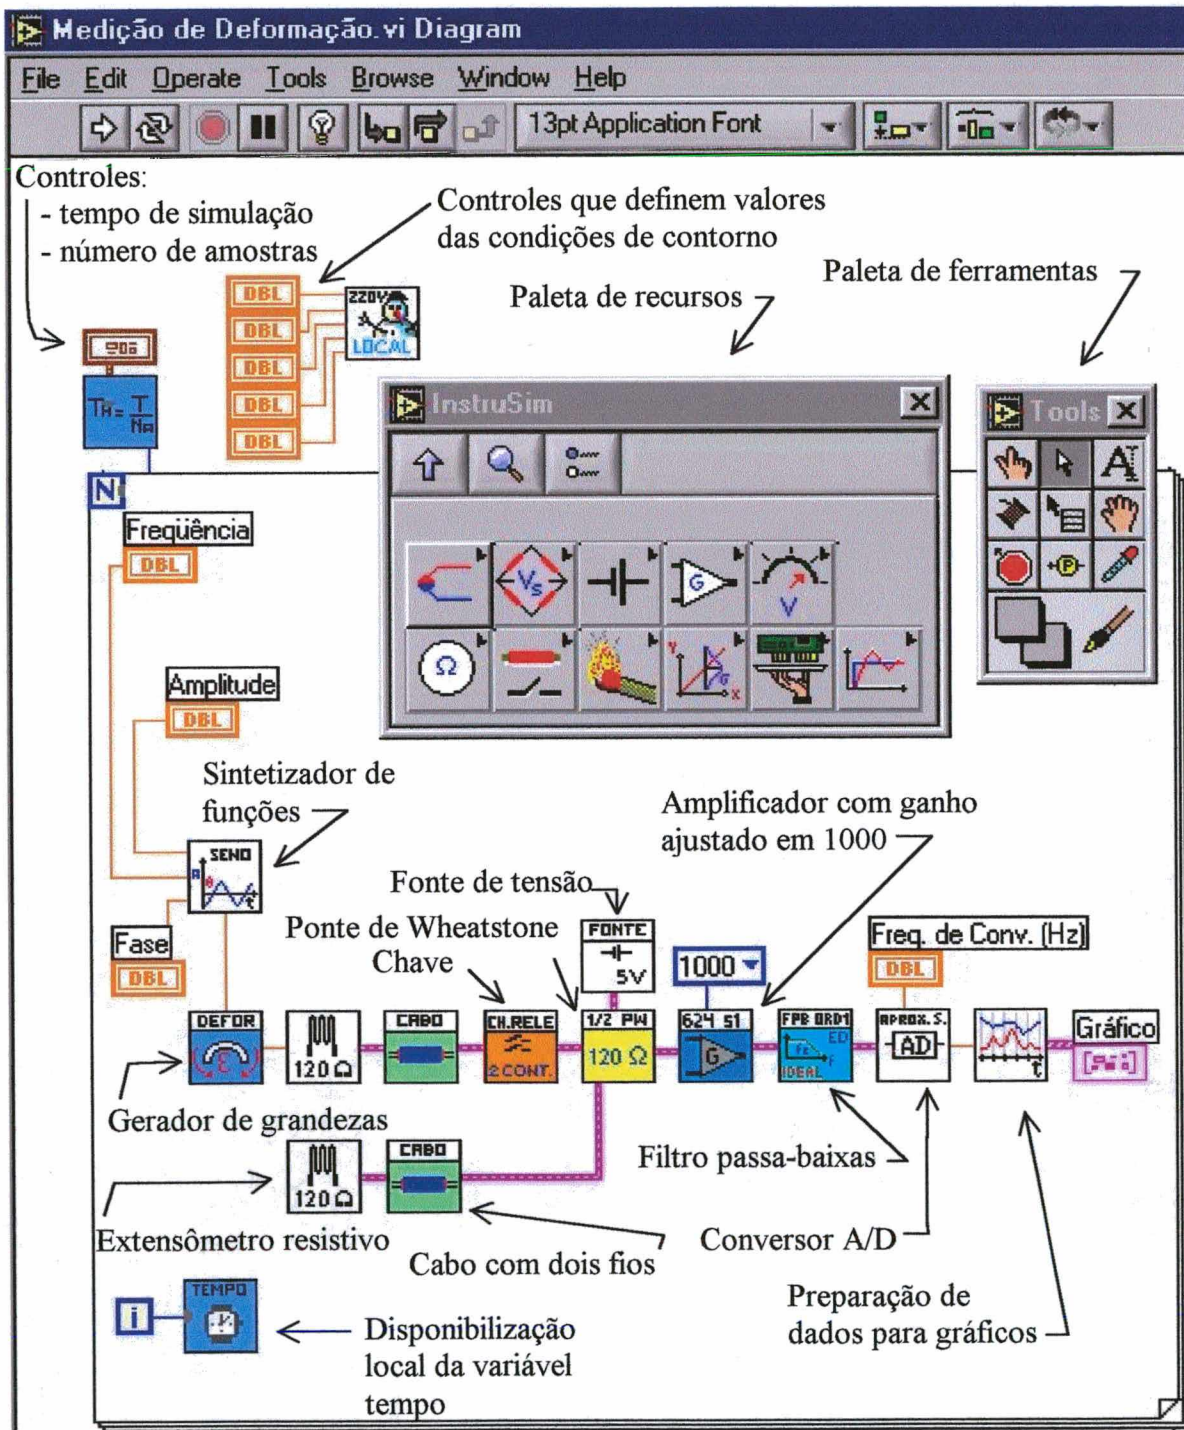 Medição de Deformação.vi Diagram
File Edit Operate Tools Browse Window Help
13pt Application Font
Controles:
- tempo de simulação
- número de amostras
Controles que definem valores
das condições de contorno
Paleta de recursos
Paleta de ferramentas
DBL
DBL
DBL
DBL
DBL
ZZDY
LOCAL
InstruSim
Tools
N
Freqüência
DBL
G
Vs
V
Ω
Y
X
P
A
Amplitude
DBL
Sintetizador de
funções
SENO
t
Amplificador com ganho
ajustado em 1000
Fonte de tensão
Ponte de Wheatstone
Chave
FONTE
5V
1000
Fase
DBL
Freq. de Conv. (Hz)
DBL
DEFOR
120 Ω
CABO
CH.RELE
2 CONT.
1/2 PW
120 Ω
624 S1
G
FPB ORD1
IDEAL
APROX. S.
AD
t
Gráfico
Gerador de grandezas
120 Ω
CABO
Filtro passa-baixas
Extensômetro resistivo
Cabo com dois fios
Conversor A/D
i
TEMPO
Disponibilização
local da variável
tempo
Preparação de
dados para gráficos